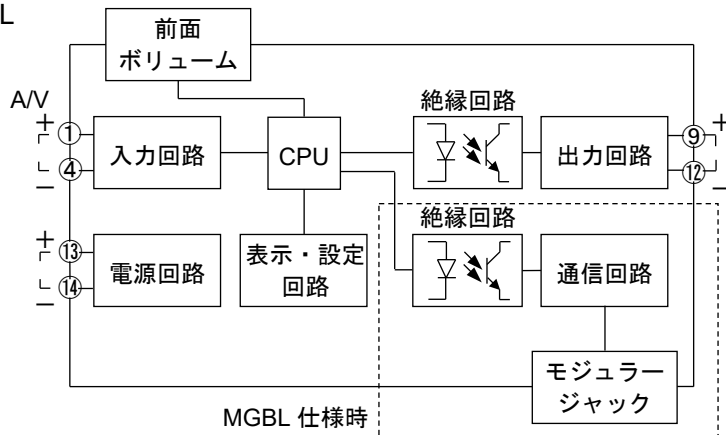 L
前面
ボリューム
A/V
絶縁回路
+ ① 入力回路 CPU 出力回路 ⑨ +
− ④ ⑫ −
絶縁回路
+ ⑬ 電源回路 表示・設定 通信回路
− ⑭ 回路
モジュラー
ジャック
MGBL 仕様時